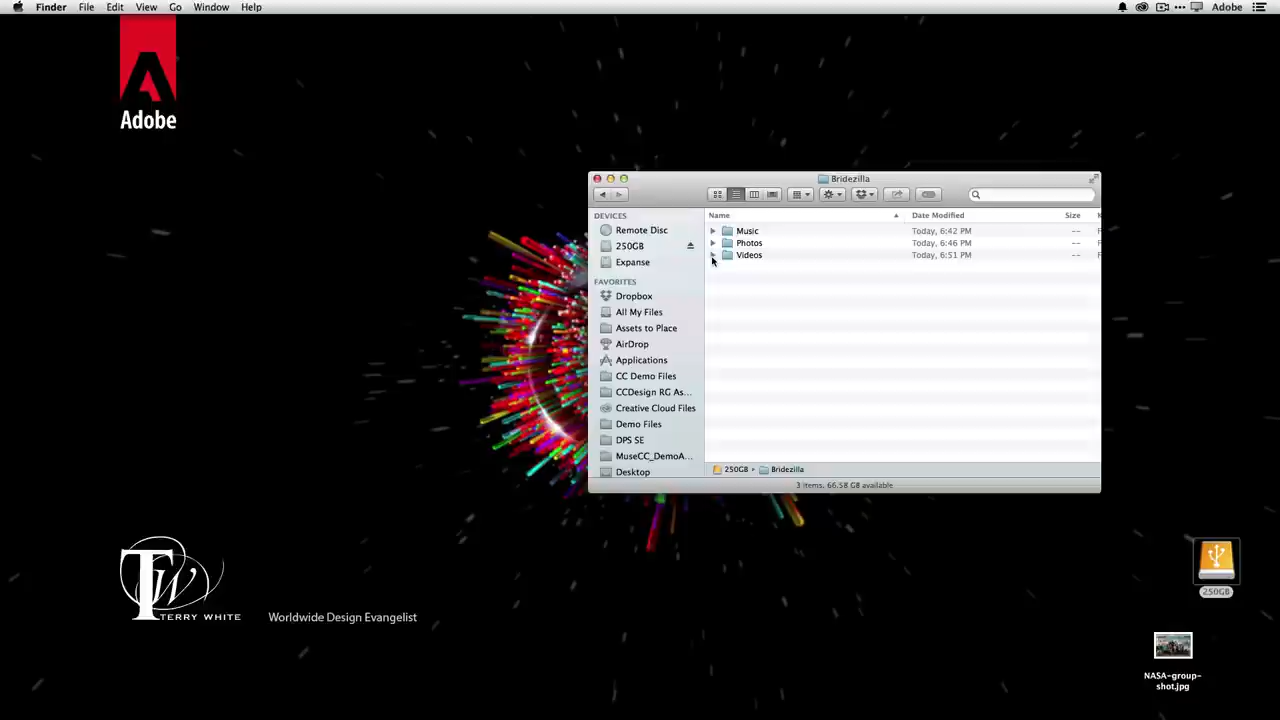 Finder File Edit View Go Window Help Adobe
Adobe
Bridezilla
Name Date Modified Size
Music Today, 6:42 PM --
Photos Today, 6:46 PM --
Videos Today, 6:51 PM --
DEVICES
Remote Disc
250GB
Expanse
FAVORITES
Dropbox
All My Files
Assets to Place
AirDrop
Applications
CC Demo Files
CCDesign RG As...
Creative Cloud Files
Demo Files
DPS SE
MuseCC_DemoA...
Desktop
250GB Bridezilla
3 items, 66.58 GB available
TW
TERRY WHITE
Worldwide Design Evangelist
250GB
NASA-group-
shot.jpg